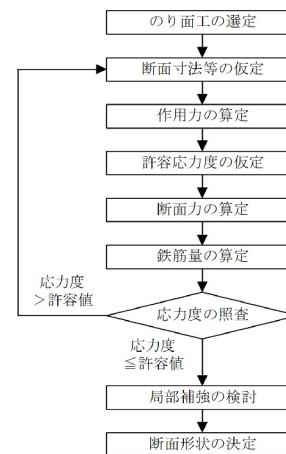 のり面工の選定
断面寸法等の仮定
作用力の算定
許容応力度の仮定
断面力の算定
鉄筋量の算定
応力度
＞許容値
応力度の照査
応力度
≦許容値
局部補強の検討
断面形状の決定